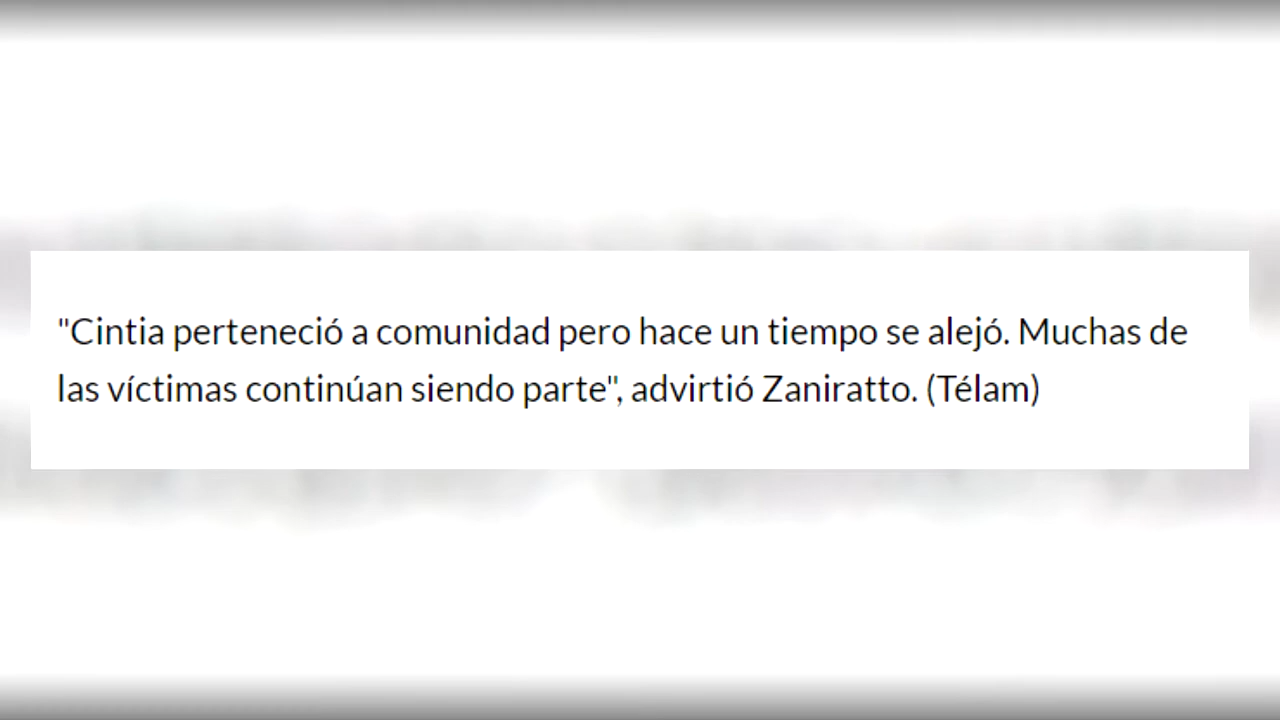 "Cintia perteneció a comunidad pero hace un tiempo se alejó. Muchas de
las víctimas continúan siendo parte", advirtió Zaniratto. (Télam)